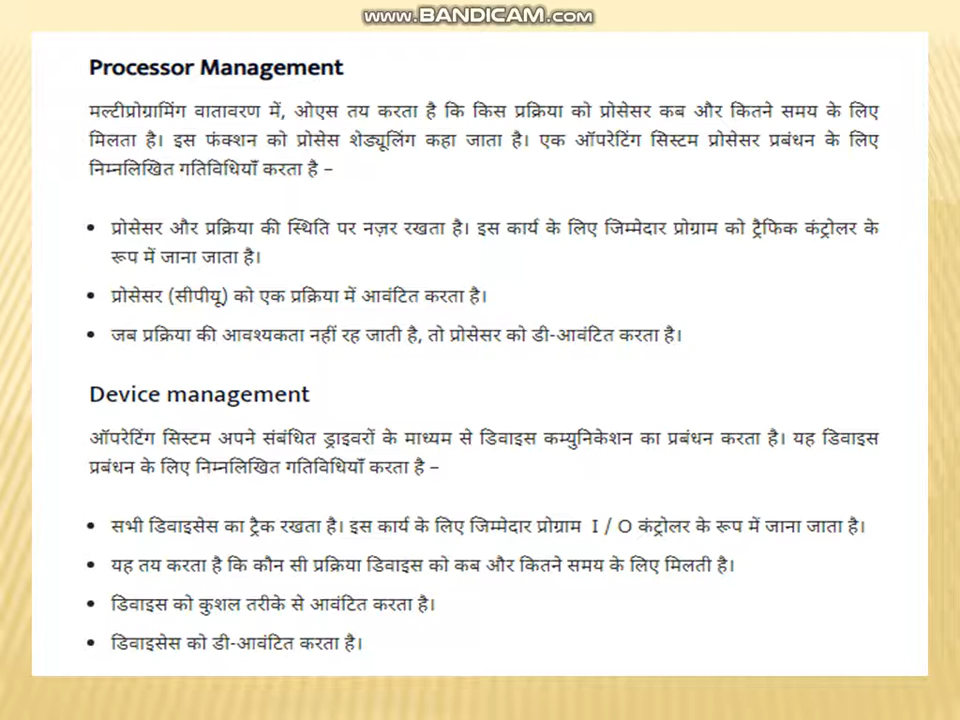 www.BANDICAM.com
Processor Management
मल्टीप्रोग्रामिंग वातावरण में, ओएस तय करता है कि किस प्रक्रिया को प्रोसेसर कब और कितने समय के लिए
मिलता है। इस फंक्शन को प्रोसेस शेड्यूलिंग कहा जाता है। एक ऑपरेटिंग सिस्टम प्रोसेसर प्रबंधन के लिए
निम्नलिखित गतिविधियाँ करता है –
• प्रोसेसर और प्रक्रिया की स्थिति पर नज़र रखता है। इस कार्य के लिए जिम्मेदार प्रोग्राम को ट्रैफिक कंट्रोलर के
रूप में जाना जाता है।
• प्रोसेसर (सीपीयू) को एक प्रक्रिया में आवंटित करता है।
• जब प्रक्रिया की आवश्यकता नहीं रह जाती है, तो प्रोसेसर को डी-आवंटित करता है।
Device management
ऑपरेटिंग सिस्टम अपने संबंधित ड्राइवरों के माध्यम से डिवाइस कम्युनिकेशन का प्रबंधन करता है। यह डिवाइस
प्रबंधन के लिए निम्नलिखित गतिविधियाँ करता है –
• सभी डिवाइसेस का ट्रैक रखता है। इस कार्य के लिए जिम्मेदार प्रोग्राम I / O कंट्रोलर के रूप में जाना जाता है।
• यह तय करता है कि कौन सी प्रक्रिया डिवाइस को कब और कितने समय के लिए मिलती है।
• डिवाइस को कुशल तरीके से आवंटित करता है।
• डिवाइसेस को डी-आवंटित करता है।